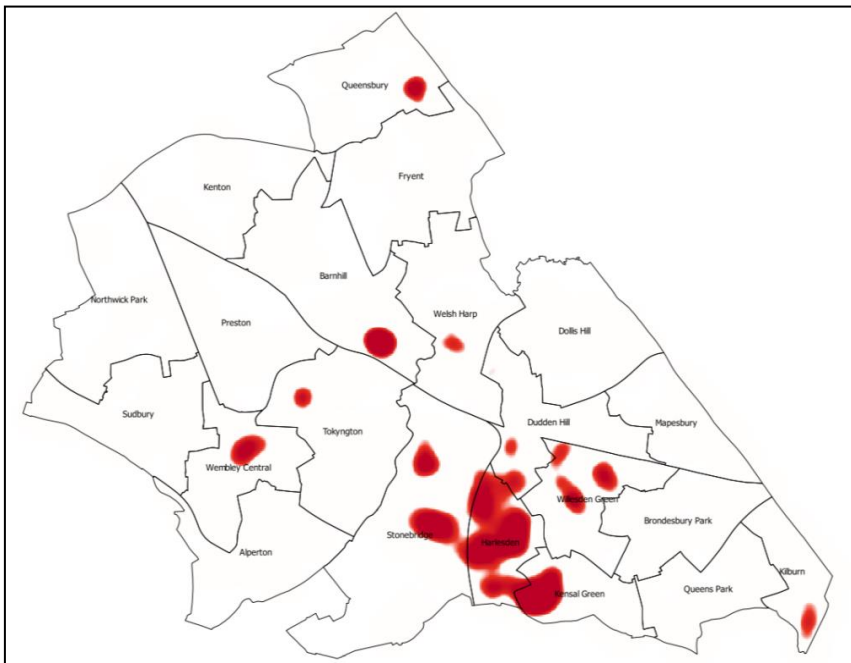 Queensbury
Fryent
Kenton
Barnhill
Northwick Park
Welsh Harp
Preston
Dollis Hill
Sudbury
Dudden Hill
Mapesbury
Tokyngton
Wembley Central
Willesden Green
Brondesbury Park
Stonebridge
Harlesden
Alperton
Kilburn
Queens Park
Kensal Green